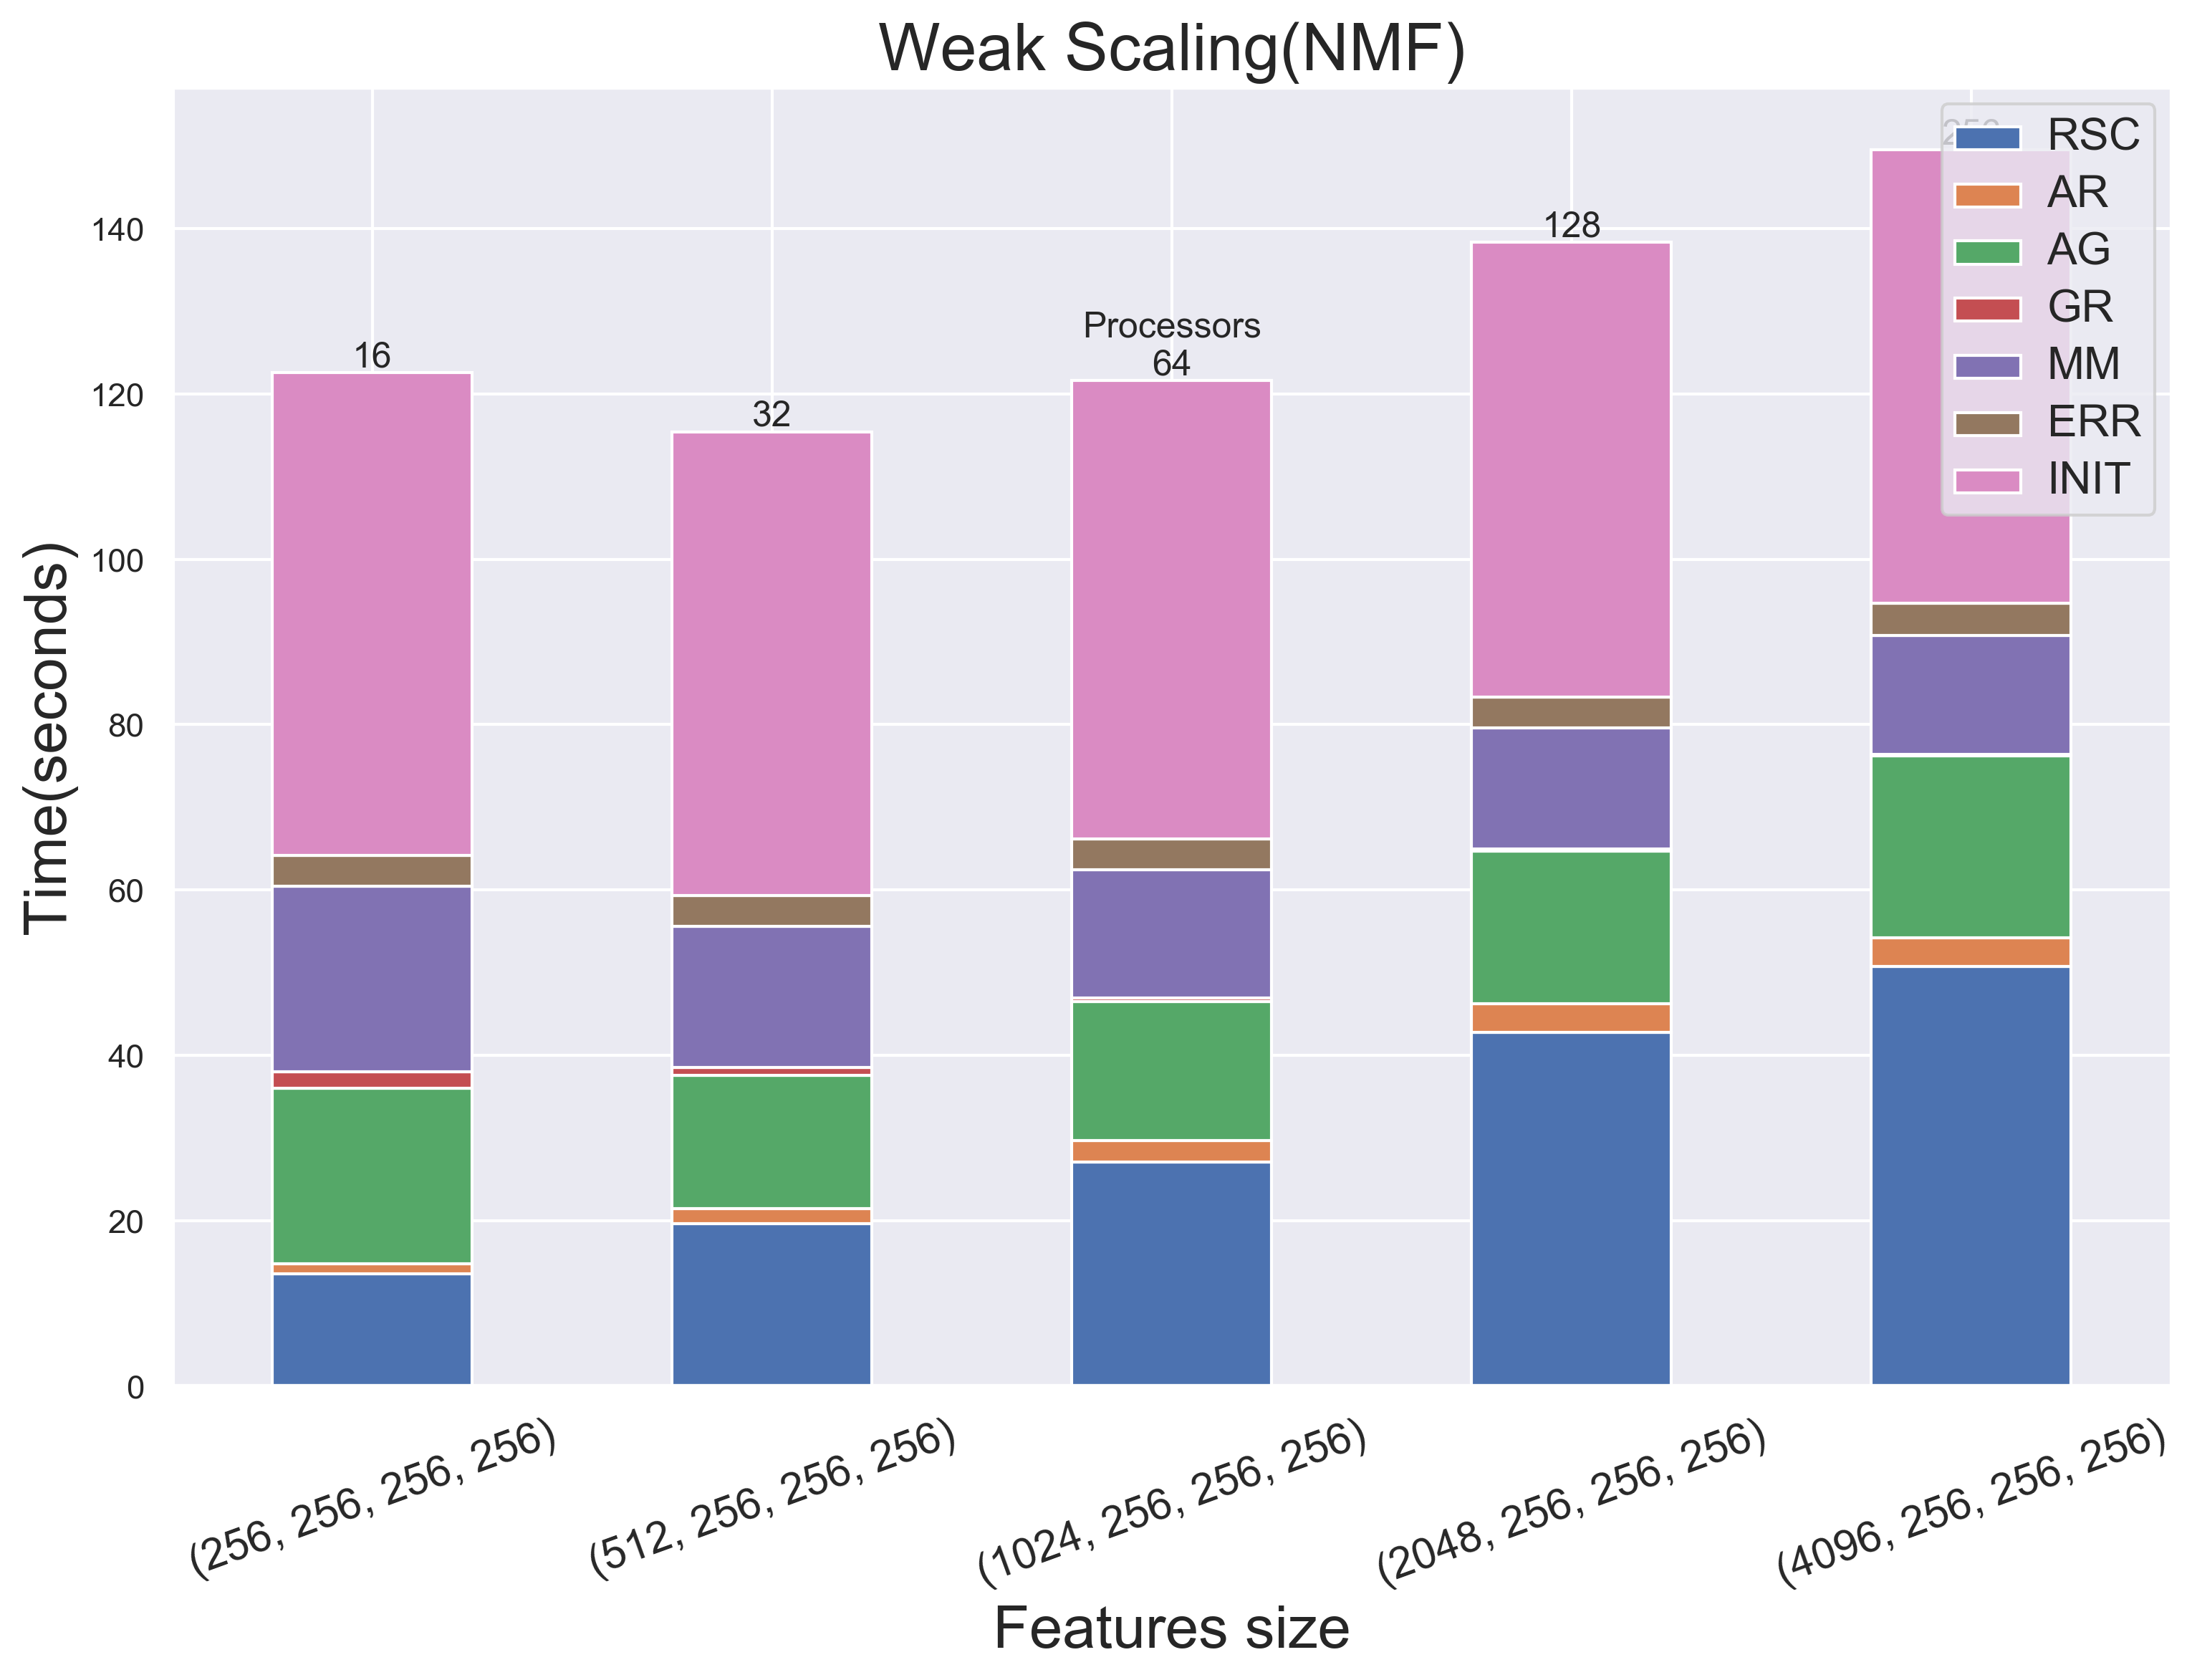 Weak Scaling(NMF)
Time(seconds)
140
120
100
80
60
40
20
0
16
32
Processors
64
128
RSC
AR
AG
GR
MM
ERR
INIT
(256, 256, 256, 256)
(512, 256, 256, 256)
(1024, 256, 256, 256)
(2048, 256, 256, 256)
(4096, 256, 256, 256)
Features size